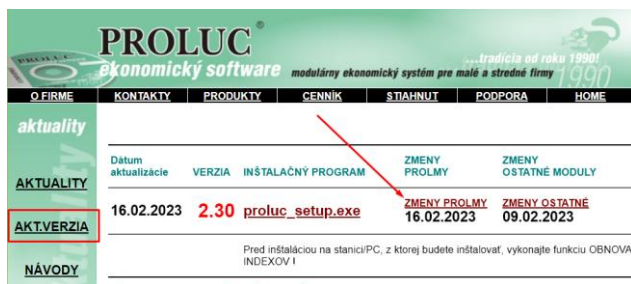 PROLUC®
ekonomický software
modulárny ekonomický systém pre malé a stredné firmy
...tradícia od roku 1990!
1990
O FIRME KONTAKTY PRODUKTY CENNÍK STIAHNUT PODPORA HOME
aktuality
AKTUALITY
AKT.VERZIA
NÁVODY
Dátum aktualizácie VERZIA INŠTALAČNÝ PROGRAM ZMENY PROLMY ZMENY OSTATNÉ MODULY
16.02.2023 2.30 proluc_setup.exe ZMENY PROLMY 16.02.2023 ZMENY OSTATNÉ 09.02.2023
Pred inštaláciou na stanici/PC, z ktorej budete inštalovať, vykonajte funkciu OBNOVA
INDEXOV !